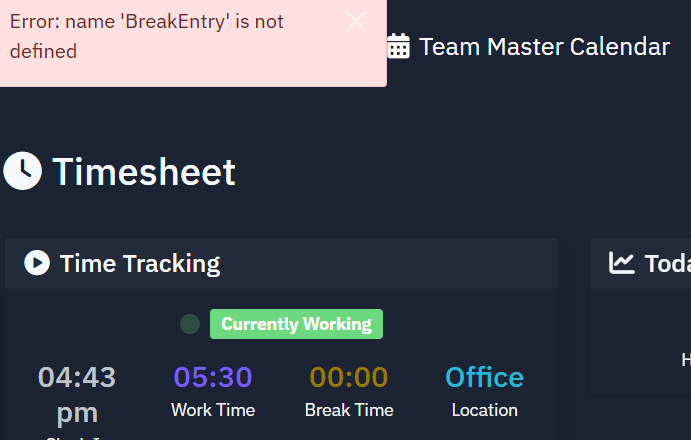 Error: name 'BreakEntry' is not
defined
Team Master Calendar
Timesheet
Time Tracking
Currently Working
04:43
pm
05:30
Work Time
00:00
Break Time
Office
Location